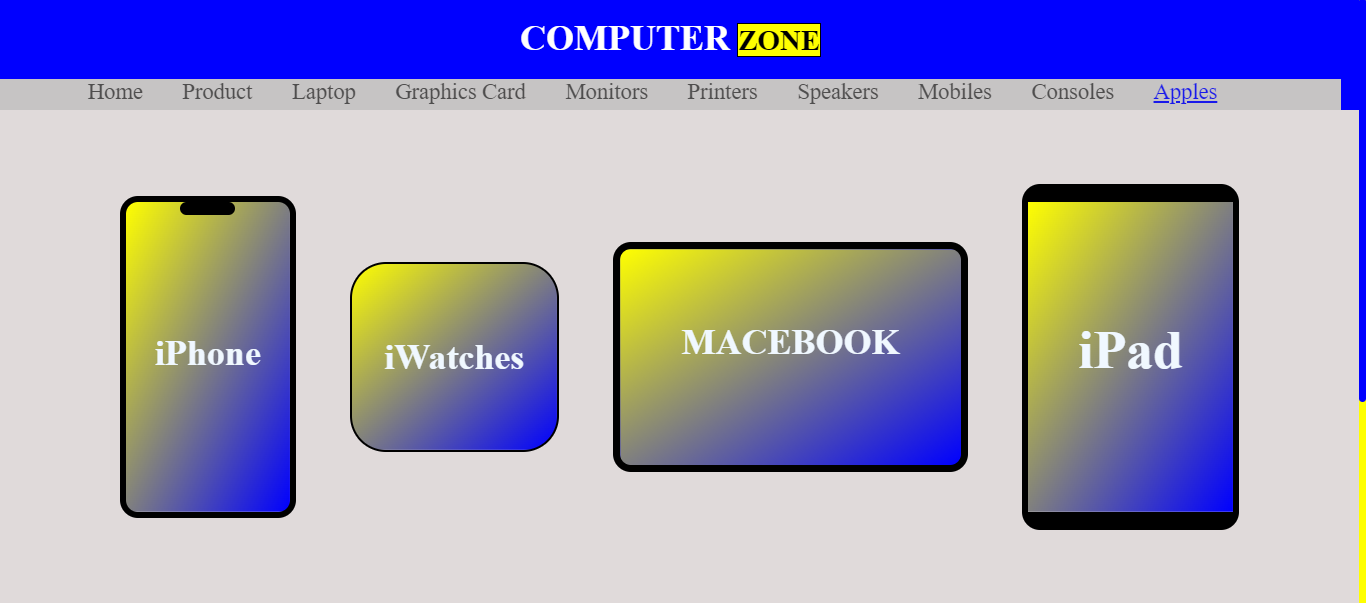 COMPUTER ZONE
Home Product Laptop Graphics Card Monitors Printers Speakers Mobiles Consoles Apples
iPhone
iWatches
MACEBOOK
iPad